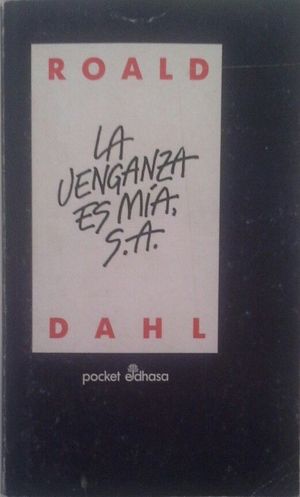 ROALD
LA
VENGANZA
ES MÍA,
S.A.
DAHL
pocket edhasa